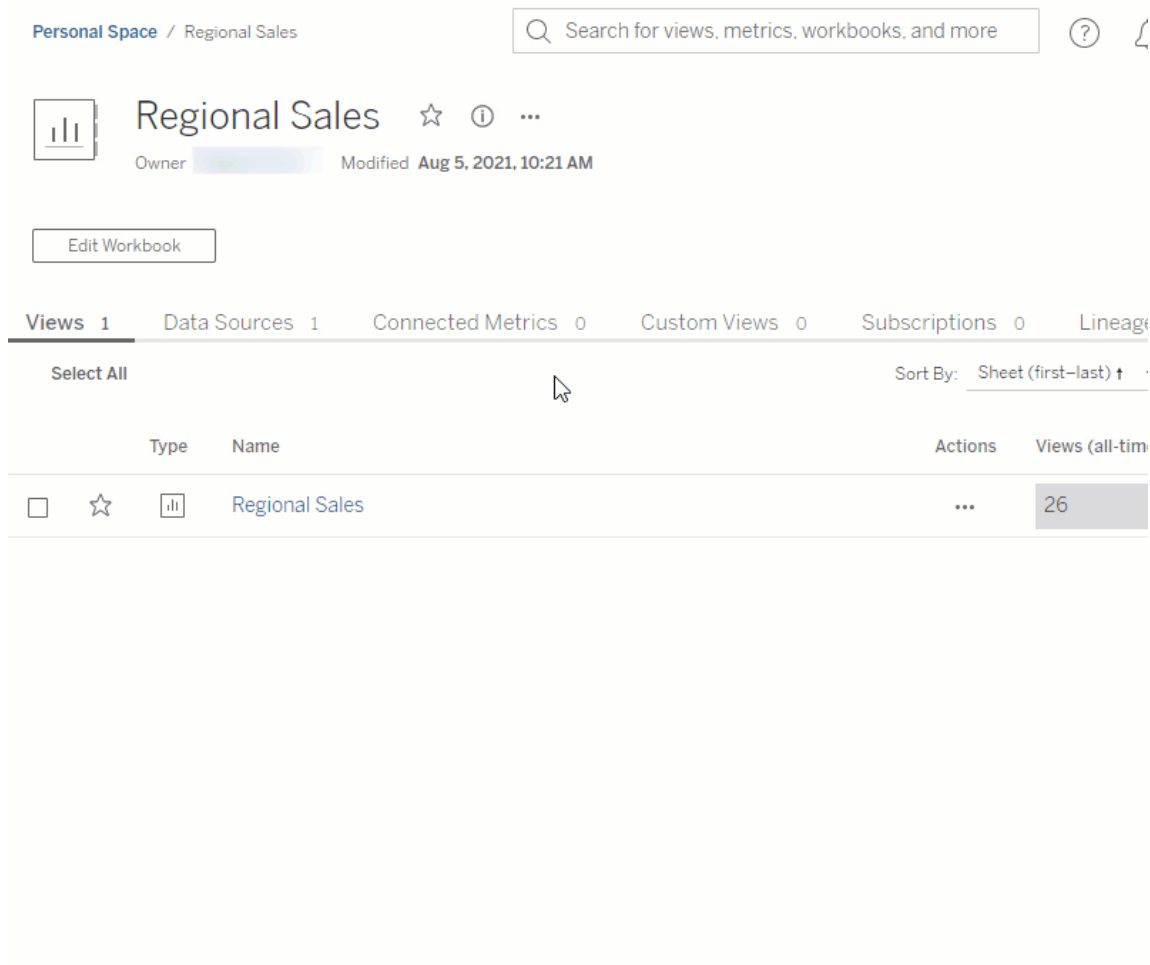 Personal Space / Regional Sales
Search for views, metrics, workbooks, and more
?
Regional Sales
Owner
Modified Aug 5, 2021, 10:21 AM
Edit Workbook
Views 1 Data Sources 1 Connected Metrics 0 Custom Views 0 Subscriptions 0 Lineage
Select All
Sort By: Sheet (first–last) ↑
Type Name Actions Views (all-time
Regional Sales ... 26